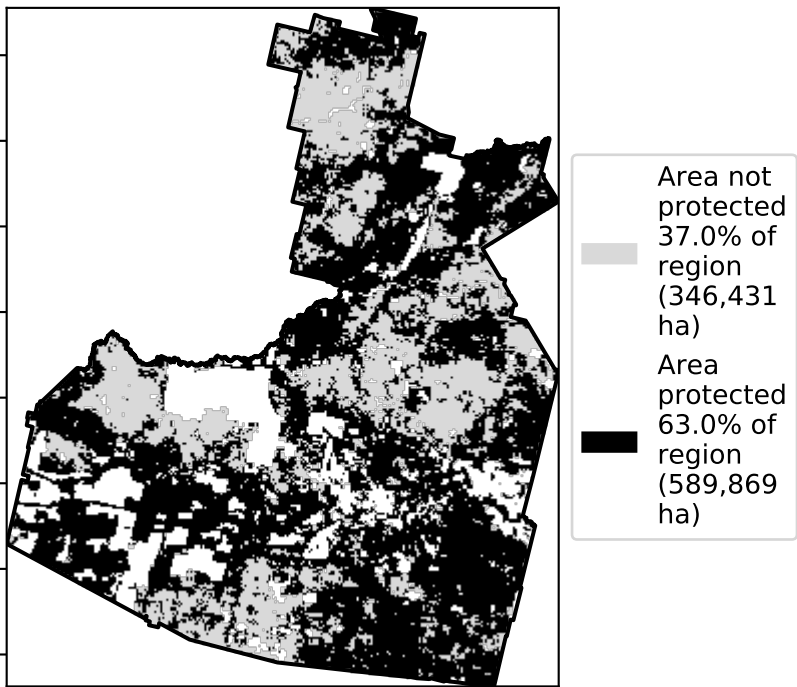 Area not
protected
37.0% of
region
(346,431
ha)
Area
protected
63.0% of
region
(589,869
ha)